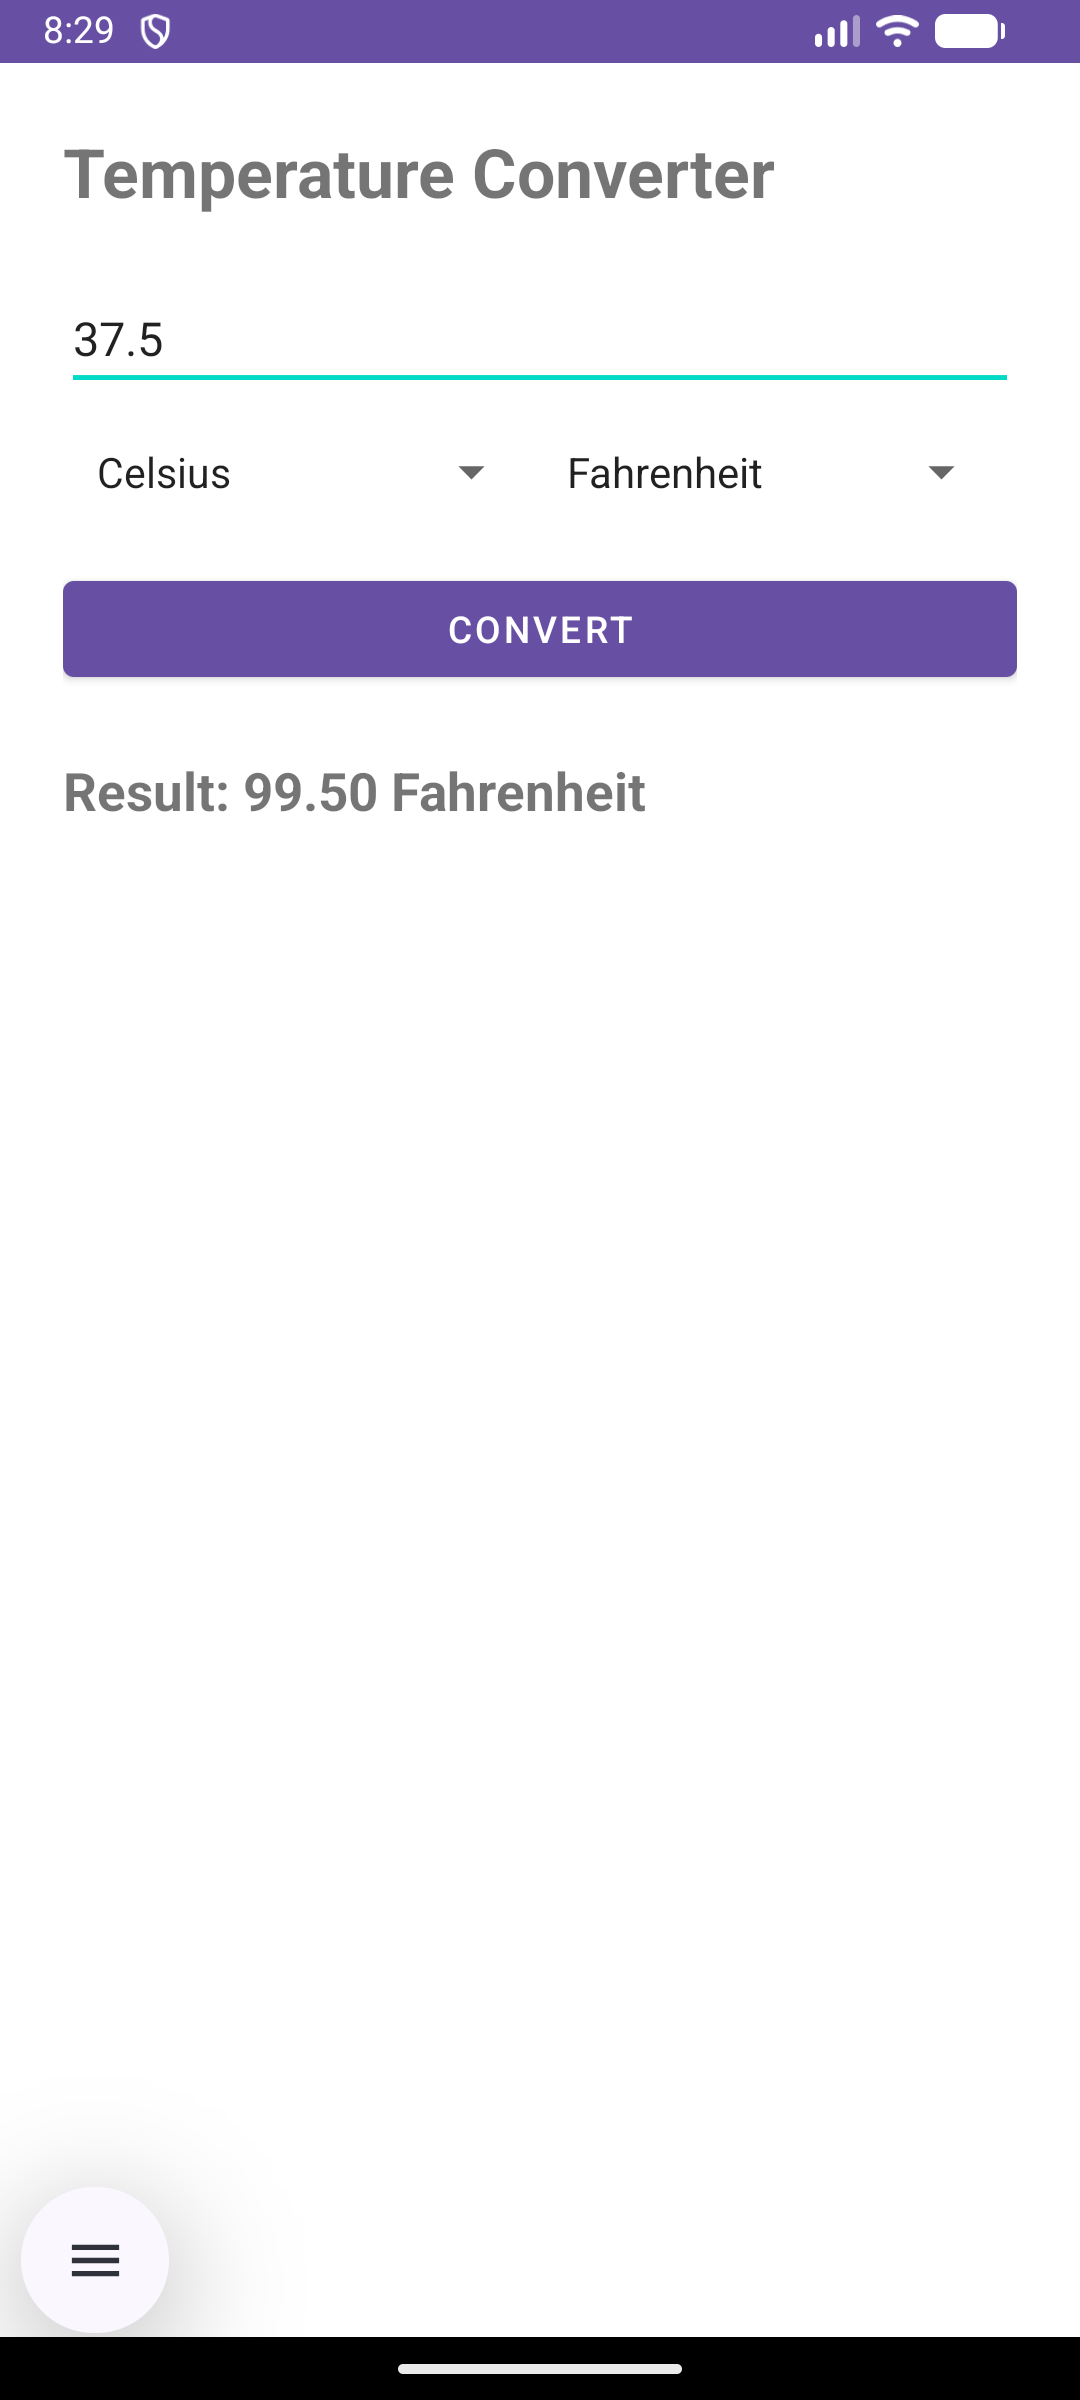 8:29
Temperature Converter
37.5
Celsius Fahrenheit
CONVERT
Result: 99.50 Fahrenheit